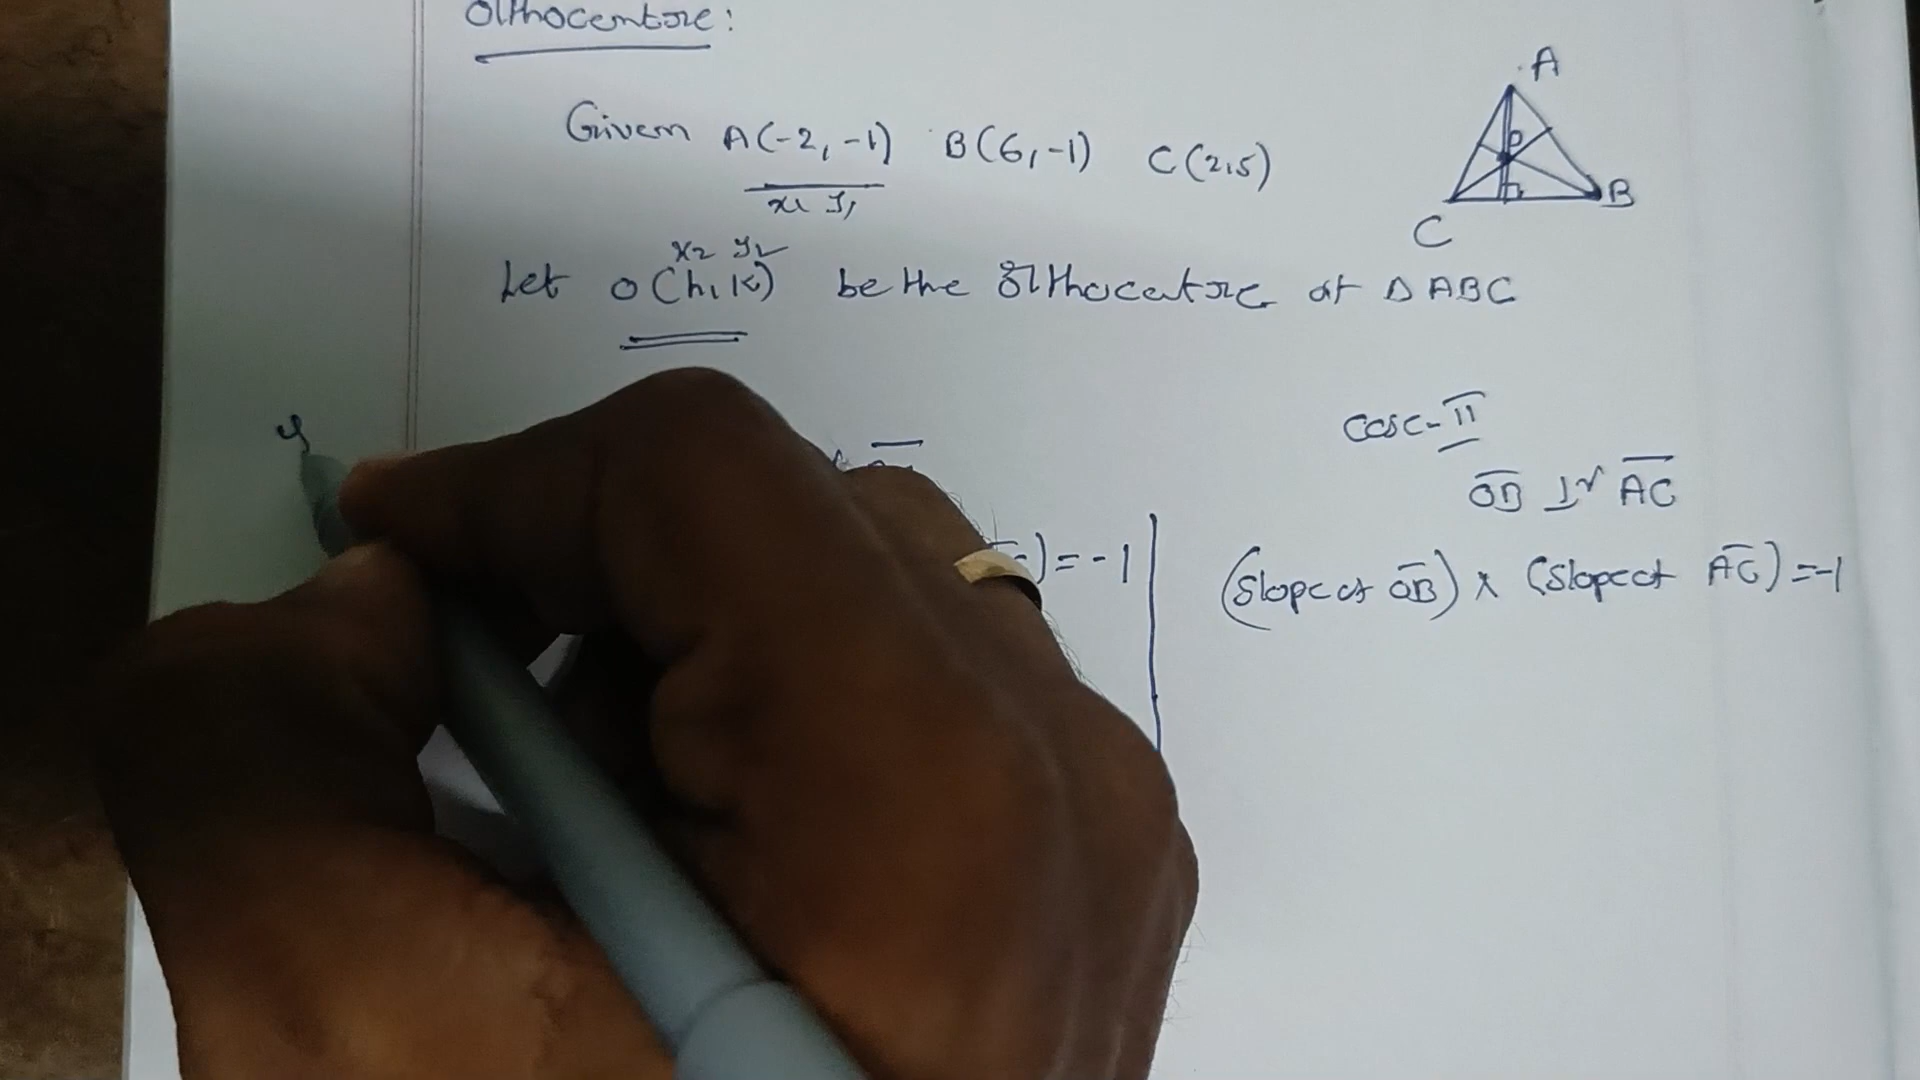 Orthocentre:
Given A(-2,-1) B(6,-1) C(2,5)
x1 y1
x2 y2
Let O(h,k) be the Orthocentre of Δ ABC
A
O
B
C
y
Case-II
OB ⊥r AC
) = -1
(Slope of OB) x (Slope of AC) = -1